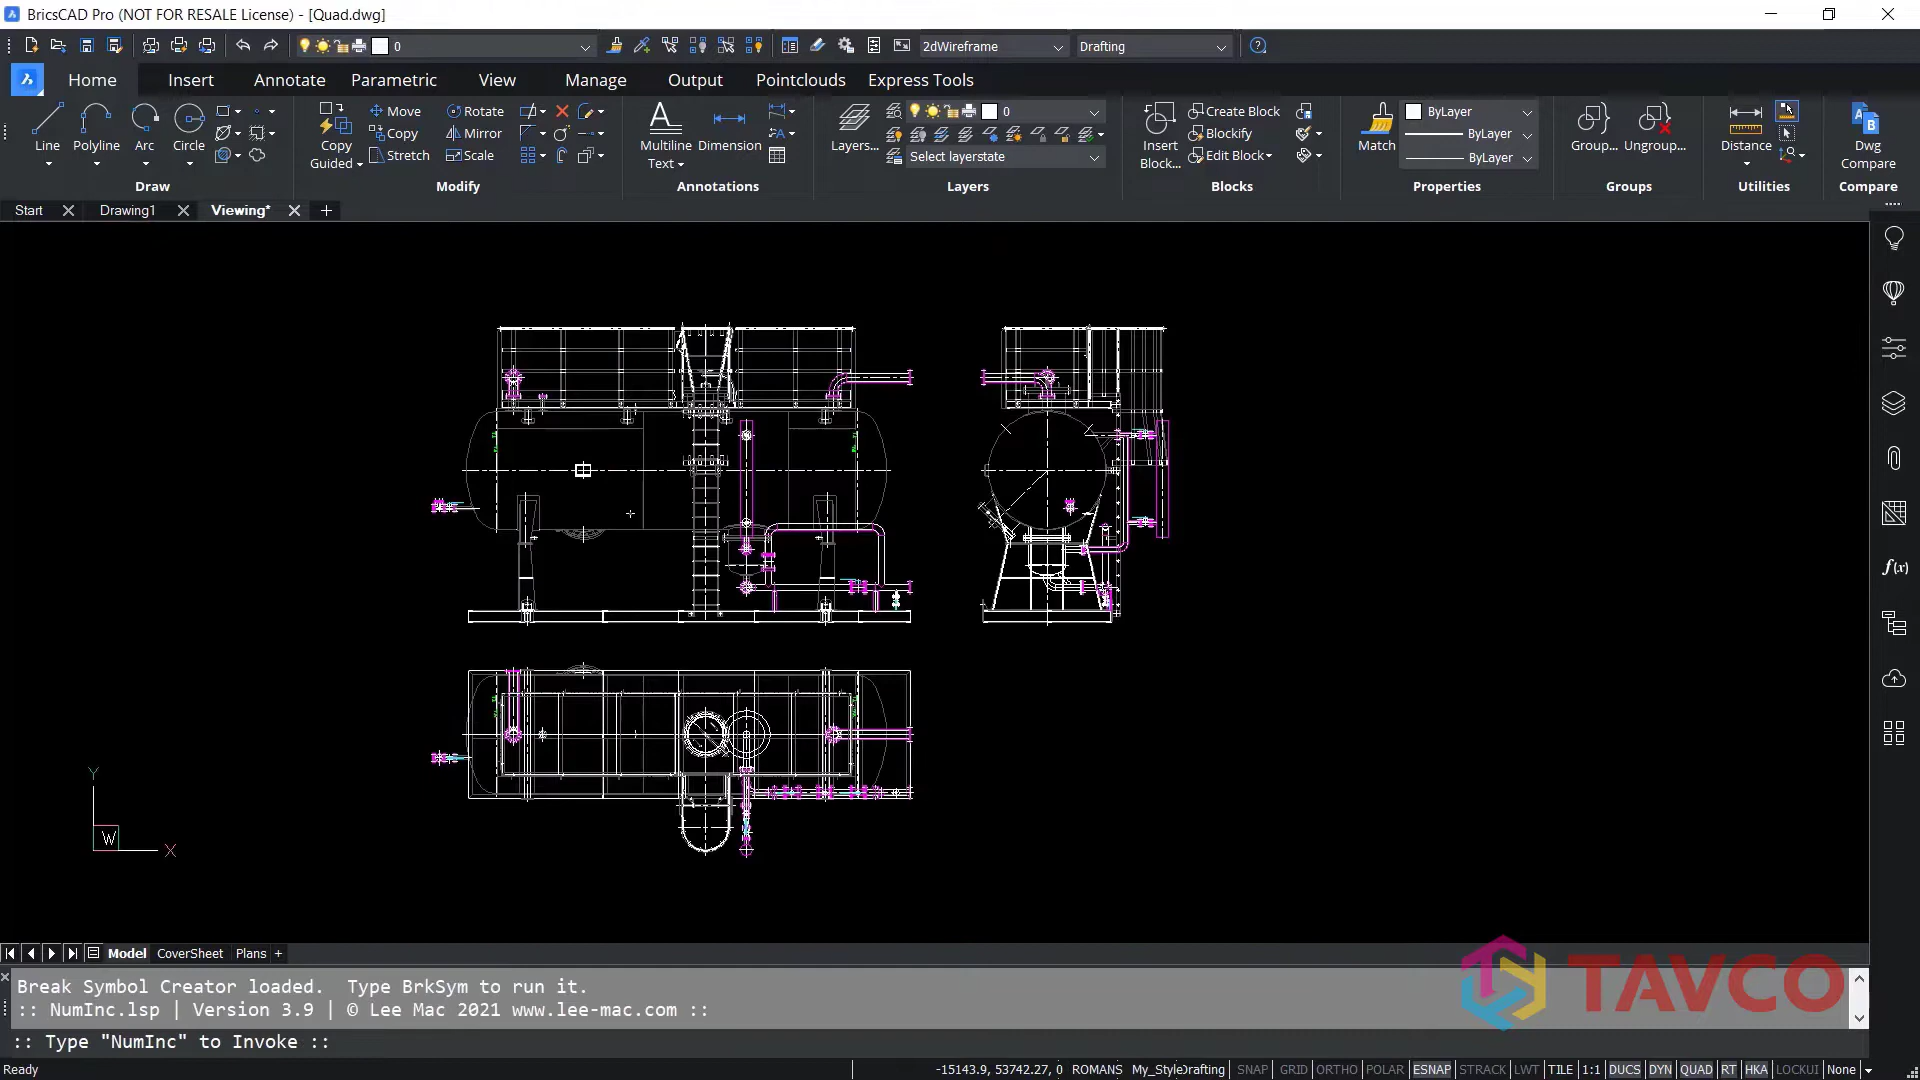 BricsCAD Pro (NOT FOR RESALE License) - [Quad.dwg]
0
2dWireframe
Drafting
Home
Insert
Annotate
Parametric
View
Manage
Output
Pointclouds
Express Tools
Line
Polyline
Arc
Circle
Draw
Copy
Guided
Move
Copy
Stretch
Rotate
Mirror
Scale
Modify
Multiline
Text
Dimension
Annotations
Layers...
0
Select layerstate
Layers
Insert
Block...
Create Block
Blockify
Edit Block
Blocks
Match
ByLayer
ByLayer
ByLayer
Properties
Group...
Ungroup...
Groups
Distance
Utilities
Dwg
Compare
Compare
Start
Drawing1
Viewing*
f(x)
Y
W
X
Model
CoverSheet
Plans
Break Symbol Creator loaded.  Type BrkSym to run it.
:: NumInc.lsp | Version 3.9 | © Lee Mac 2021 www.lee-mac.com ::
:: Type "NumInc" to Invoke ::
TAVCO
Ready
-15143.9, 53742.27, 0
ROMANS
My_Style
Drafting
SNAP
GRID
ORTHO
POLAR
ESNAP
STRACK
LWT
TILE
1:1
DUCS
DYN
QUAD
RT
HKA
LOCKUI
None